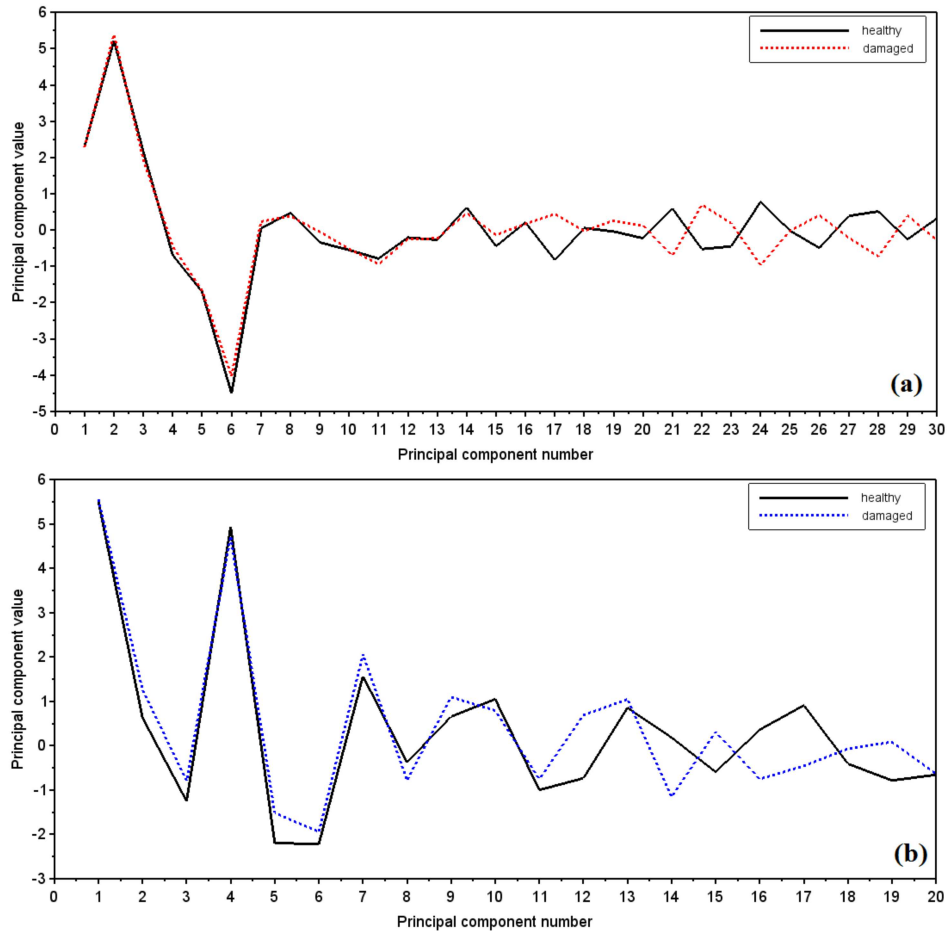 6
5
4
3
2
1
0
-1
-2
-3
-4
-5
Principal component value
healthy
damaged
(a)
0 1 2 3 4 5 6 7 8 9 10 11 12 13 14 15 16 17 18 19 20 21 22 23 24 25 26 27 28 29 30
Principal component number
6
5
4
3
2
1
0
-1
-2
-3
Principal component value
healthy
damaged
(b)
0 1 2 3 4 5 6 7 8 9 10 11 12 13 14 15 16 17 18 19 20
Principal component number